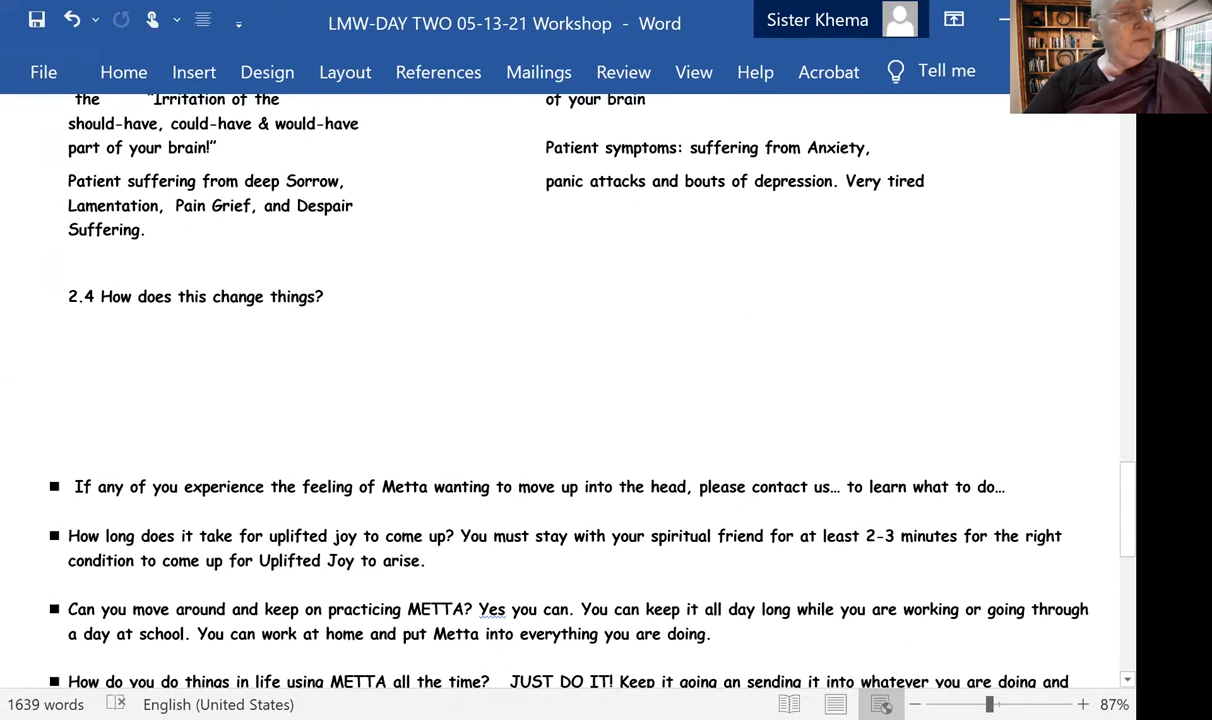 LMW-DAY TWO 05-13-21 Workshop - Word
Sister Khema
File Home Insert Design Layout References Mailings Review View Help Acrobat Tell me
the "Irritation of the
should-have, could-have & would-have
part of your brain!"
Patient suffering from deep Sorrow,
Lamentation, Pain Grief, and Despair
Suffering.
of your brain
Patient symptoms: suffering from Anxiety,
panic attacks and bouts of depression. Very tired
2.4 How does this change things?
■ If any of you experience the feeling of Metta wanting to move up into the head, please contact us... to learn what to do...
■ How long does it take for uplifted joy to come up? You must stay with your spiritual friend for at least 2-3 minutes for the right
condition to come up for Uplifted Joy to arise.
■ Can you move around and keep on practicing METTA? Yes you can. You can keep it all day long while you are working or going through
a day at school. You can work at home and put Metta into everything you are doing.
■ How do you do things in life using METTA all the time? JUST DO IT! Keep it going an sending it into whatever you are doing and
1639 words English (United States) 87%